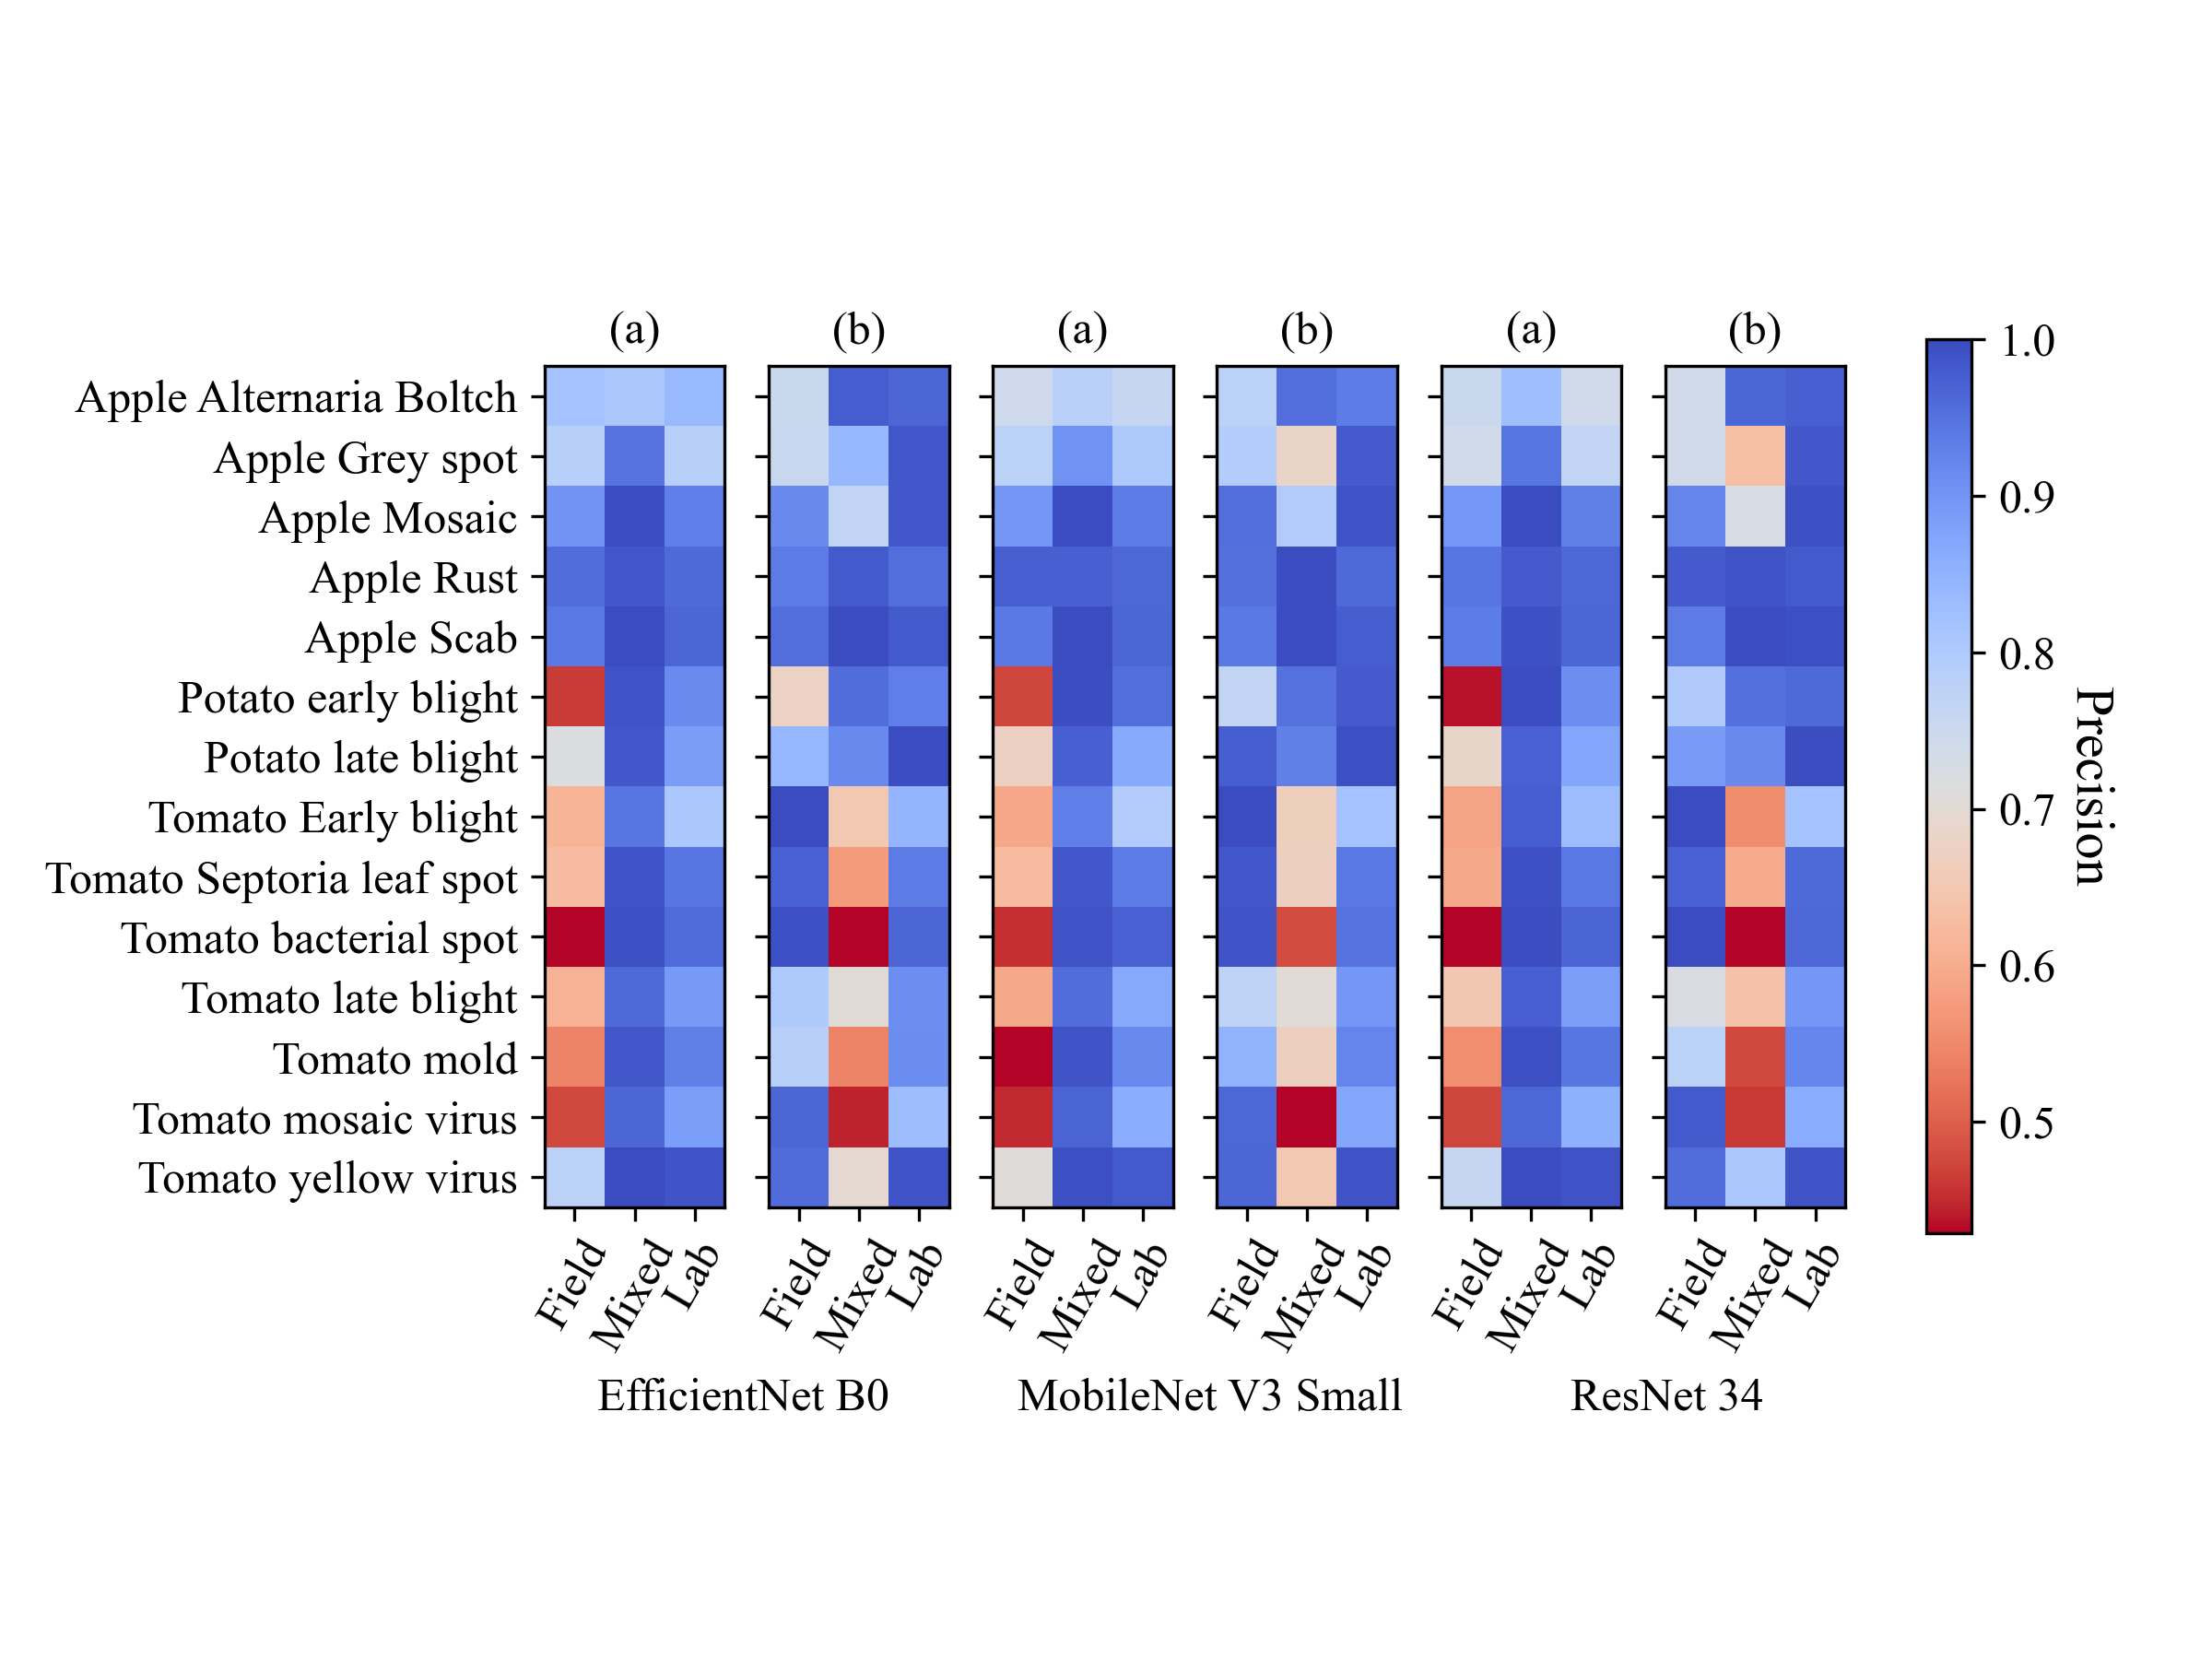 (a) (b) (a) (b) (a) (b)
Apple Alternaria Boltch
Apple Grey spot
Apple Mosaic
Apple Rust
Apple Scab
Potato early blight
Potato late blight
Tomato Early blight
Tomato Septoria leaf spot
Tomato bacterial spot
Tomato late blight
Tomato mold
Tomato mosaic virus
Tomato yellow virus
Field Mixed Lab Field Mixed Lab Field Mixed Lab Field Mixed Lab Field Mixed Lab Field Mixed Lab
EfficientNet B0 MobileNet V3 Small ResNet 34
1.0
0.9
0.8
0.7
0.6
0.5
Precision